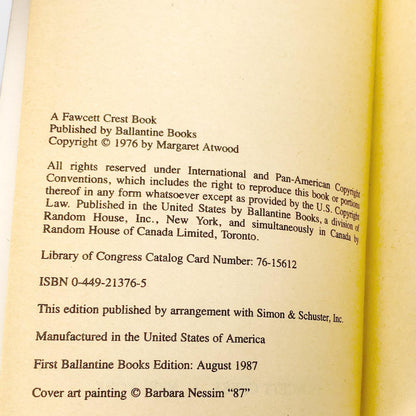 A Fawcett Crest Book
Published by Ballantine Books
Copyright © 1976 by Margaret Atwood
All rights reserved under International and Pan-American Copyright
Conventions, which includes the right to reproduce this book or portions
thereof in any form whatsoever except as provided by the U.S. Copyright
Law. Published in the United States by Ballantine Books, a division of
Random House, Inc., New York, and simultaneously in Canada by
Random House of Canada Limited, Toronto.
Library of Congress Catalog Card Number: 76-15612
ISBN 0-449-21376-5
This edition published by arrangement with Simon & Schuster, Inc.
Manufactured in the United States of America
First Ballantine Books Edition: August 1987
Cover art painting © Barbara Nessim “87”